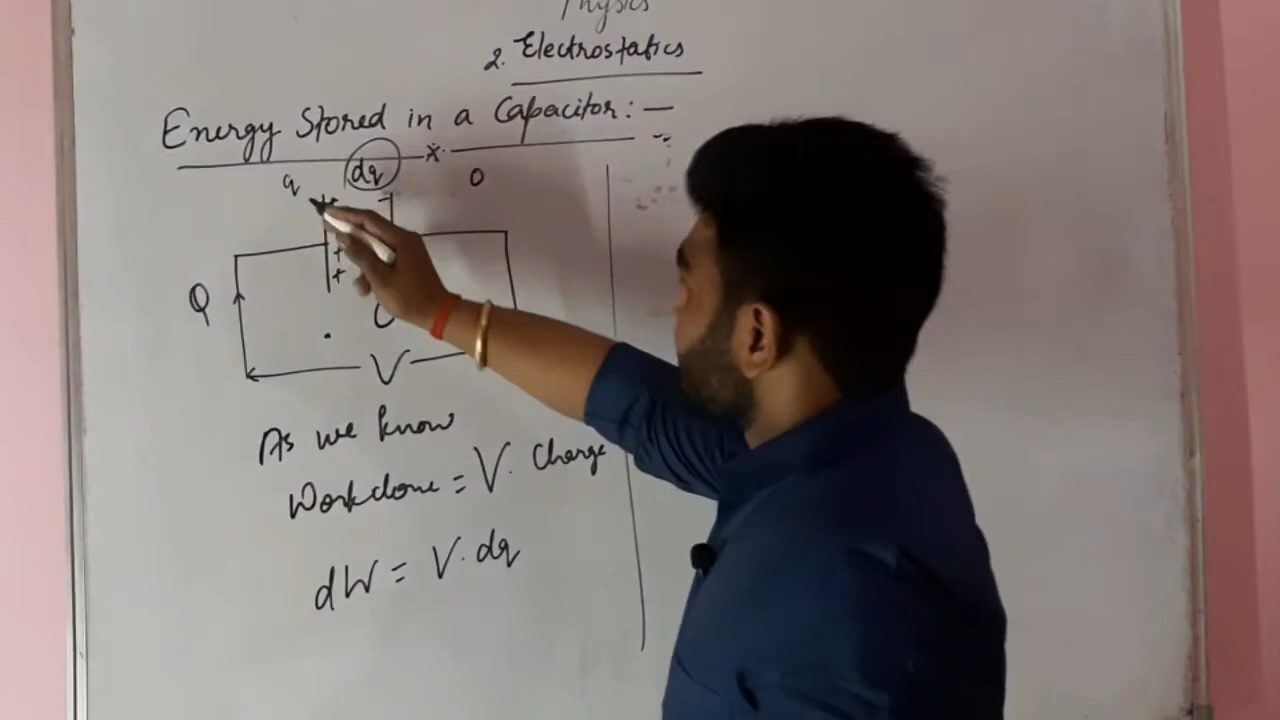 Physics
2. Electrostatics
Energy Stored in a Capacitor: —
q dq 0
+ -
+
+
Q
C
V
As we know
Workdone = V. Charge
dW = V. dq